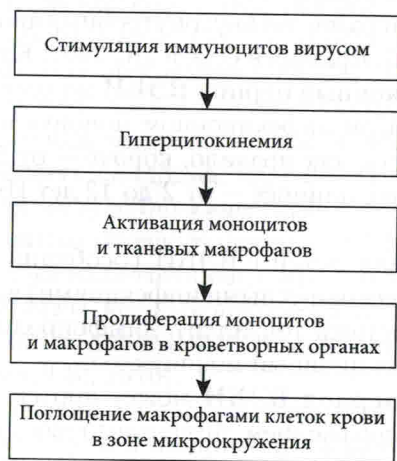 Стимуляция иммуноцитов вирусом
Гиперцитокинемия
Активация моноцитов
и тканевых макрофагов
Пролиферация моноцитов
и макрофагов в кроветворных органах
Поглощение макрофагами клеток крови
в зоне микроокружения